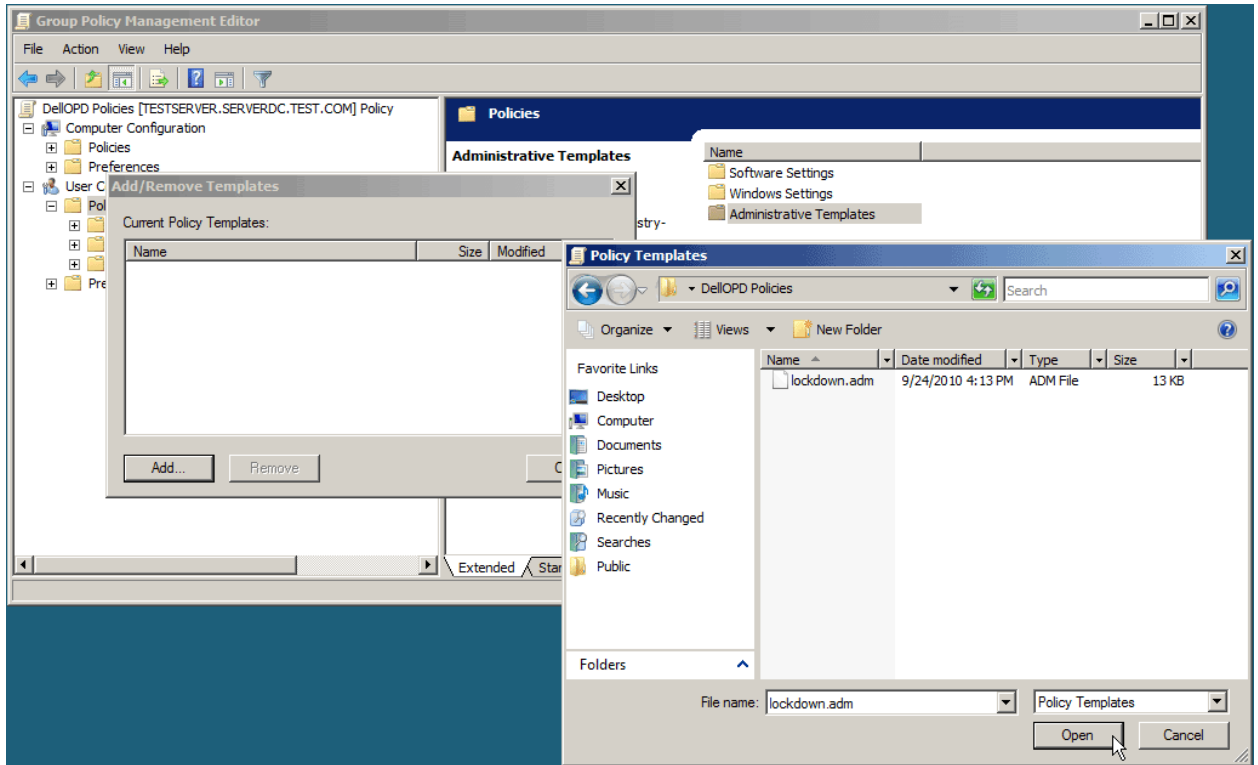 Group Policy Management Editor
File Action View Help
DellOPD Policies [TESTSERVER.SERVERDC.TEST.COM] Policy
Computer Configuration
Policies
Preferences
User C
Pol
Pre
Policies
Administrative Templates
stry-
Name
Software Settings
Windows Settings
Administrative Templates
Extended Star
Add/Remove Templates
Current Policy Templates:
Name Size Modified
Add... Remove C
Policy Templates
DellOPD Policies Search
Organize Views New Folder
Favorite Links
Desktop
Computer
Documents
Pictures
Music
Recently Changed
Searches
Public
Folders
Name Date modified Type Size
lockdown.adm 9/24/2010 4:13 PM ADM File 13 KB
File name: lockdown.adm Policy Templates
Open Cancel